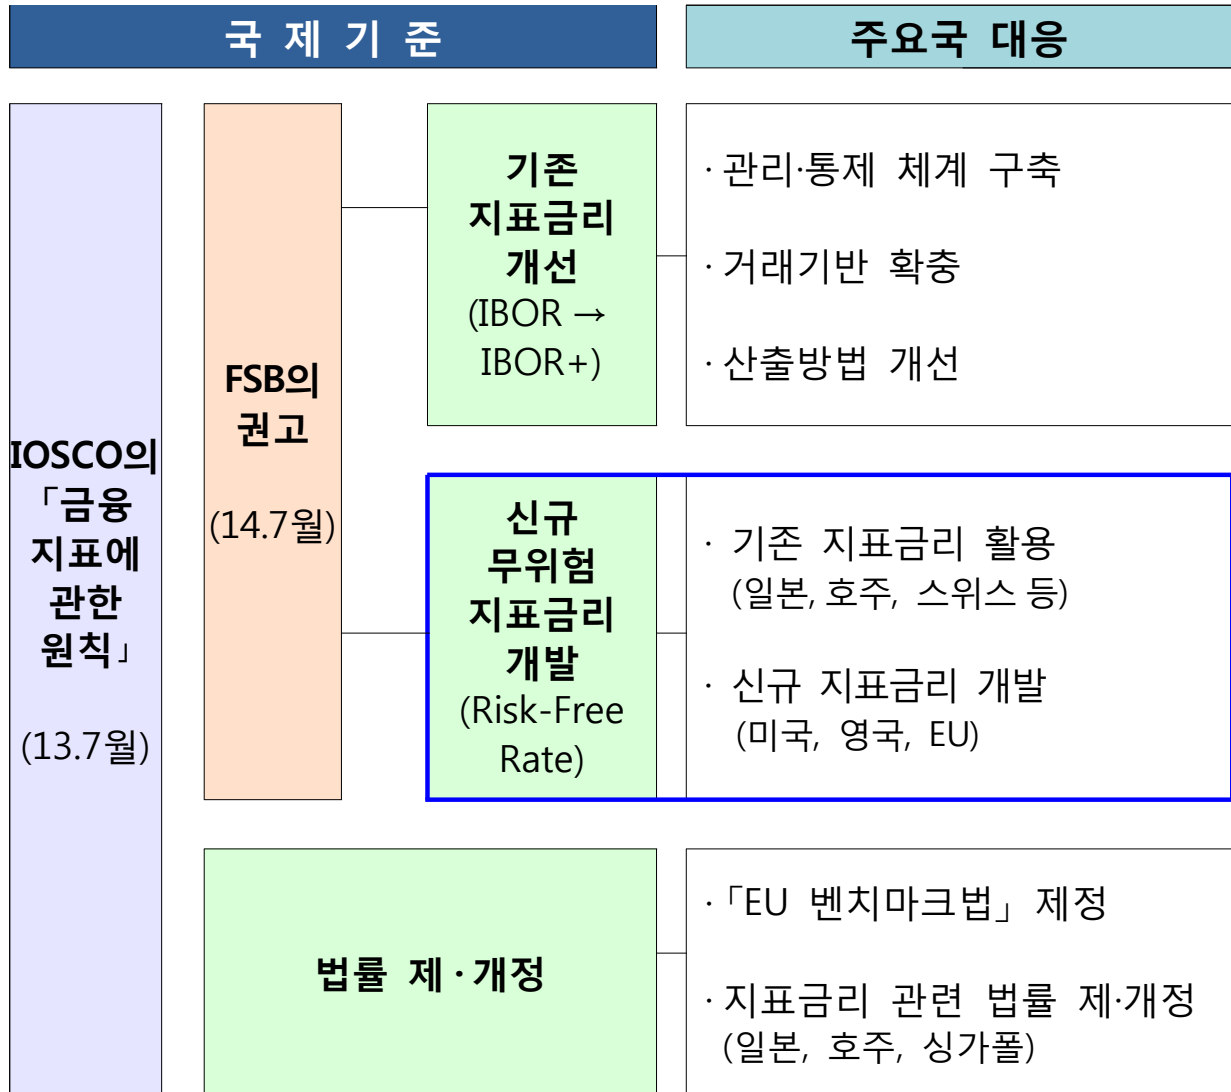 국 제 기 준
주요국 대응
IOSCO의
「금융
지표에
관한
원칙」
(13.7월)
FSB의
권고
(14.7월)
기존
지표금리
개선
(IBOR →
IBOR+)
· 관리·통제 체계 구축
· 거래기반 확충
· 산출방법 개선
신규
무위험
지표금리
개발
(Risk-Free
Rate)
· 기존 지표금리 활용
(일본, 호주, 스위스 등)
· 신규 지표금리 개발
(미국, 영국, EU)
법률 제·개정
·「EU 벤치마크법」 제정
· 지표금리 관련 법률 제·개정
(일본, 호주, 싱가폴)